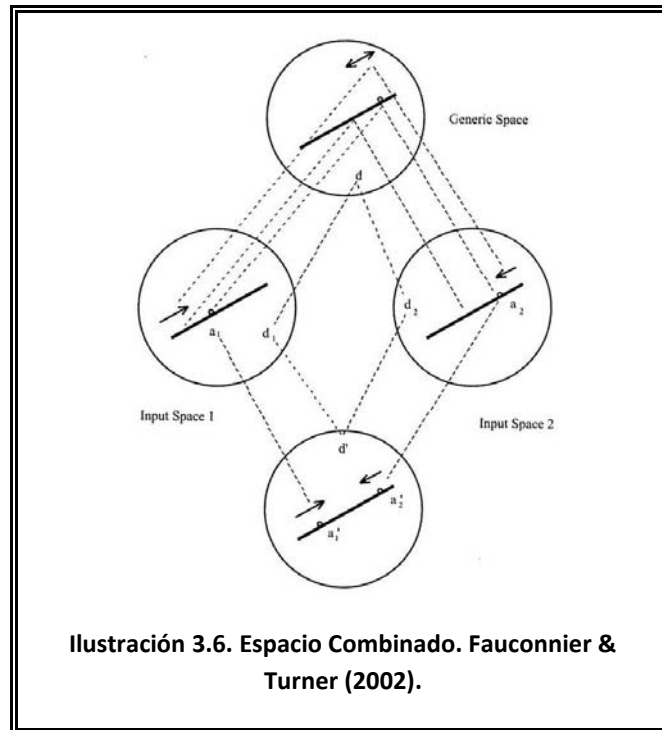 Generic Space
d
a₁
d₁
d₂
a₂
Input Space 1
Input Space 2
d'
a₁'
a₂'
Ilustración 3.6. Espacio Combinado. Fauconnier &
Turner (2002).